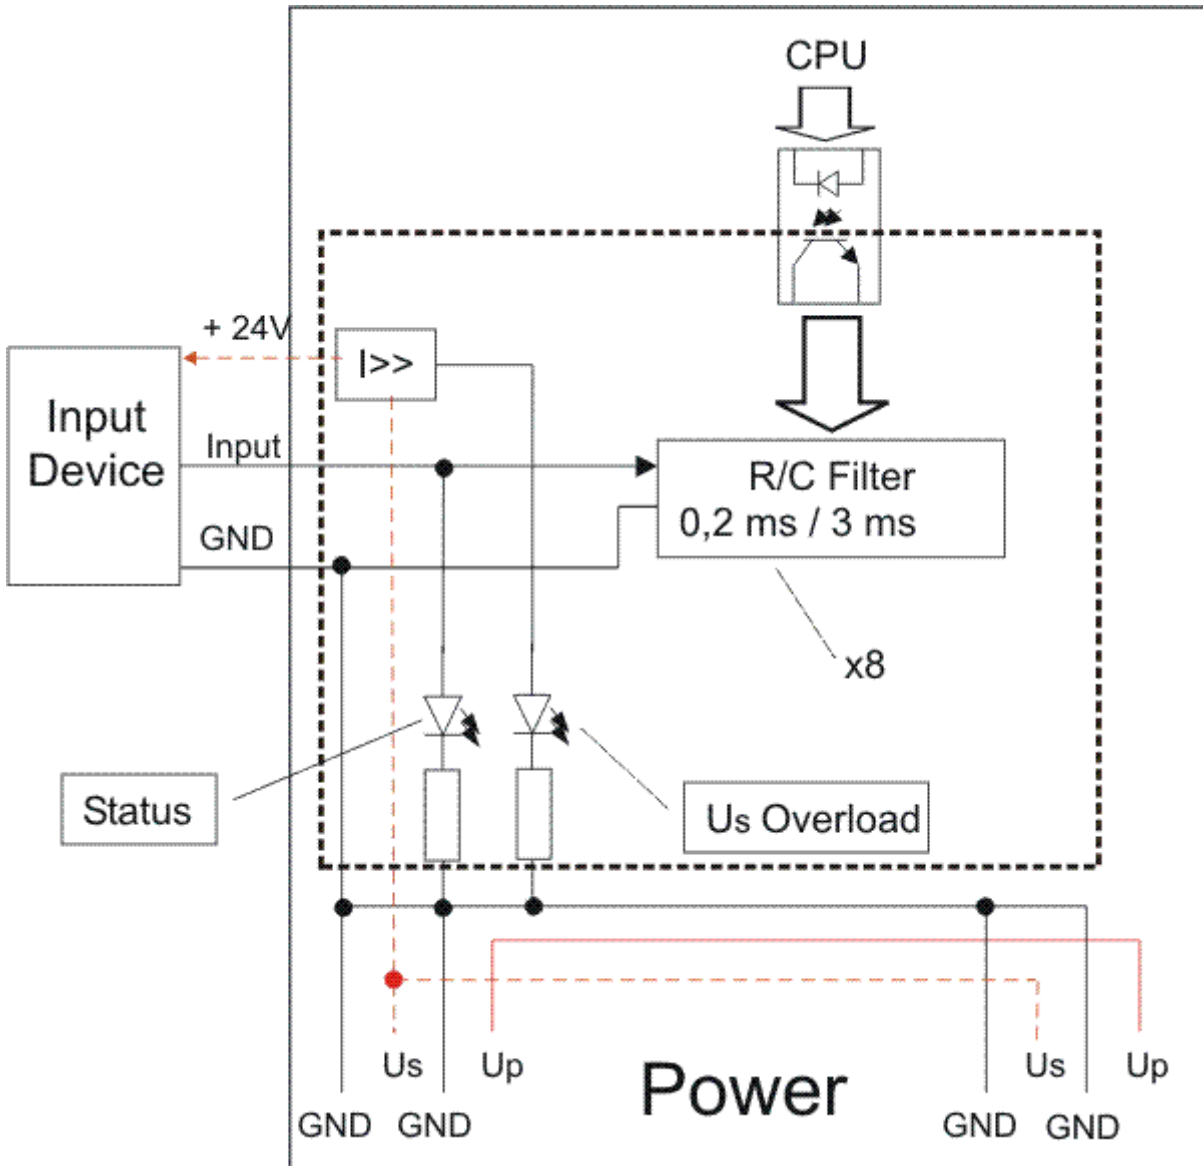 CPU
+ 24V
I>>
Input
Device
Input
GND
R/C Filter
0,2 ms / 3 ms
x8
Status
Us Overload
Us
Up
Us
Up
Power
GND
GND
GND
GND